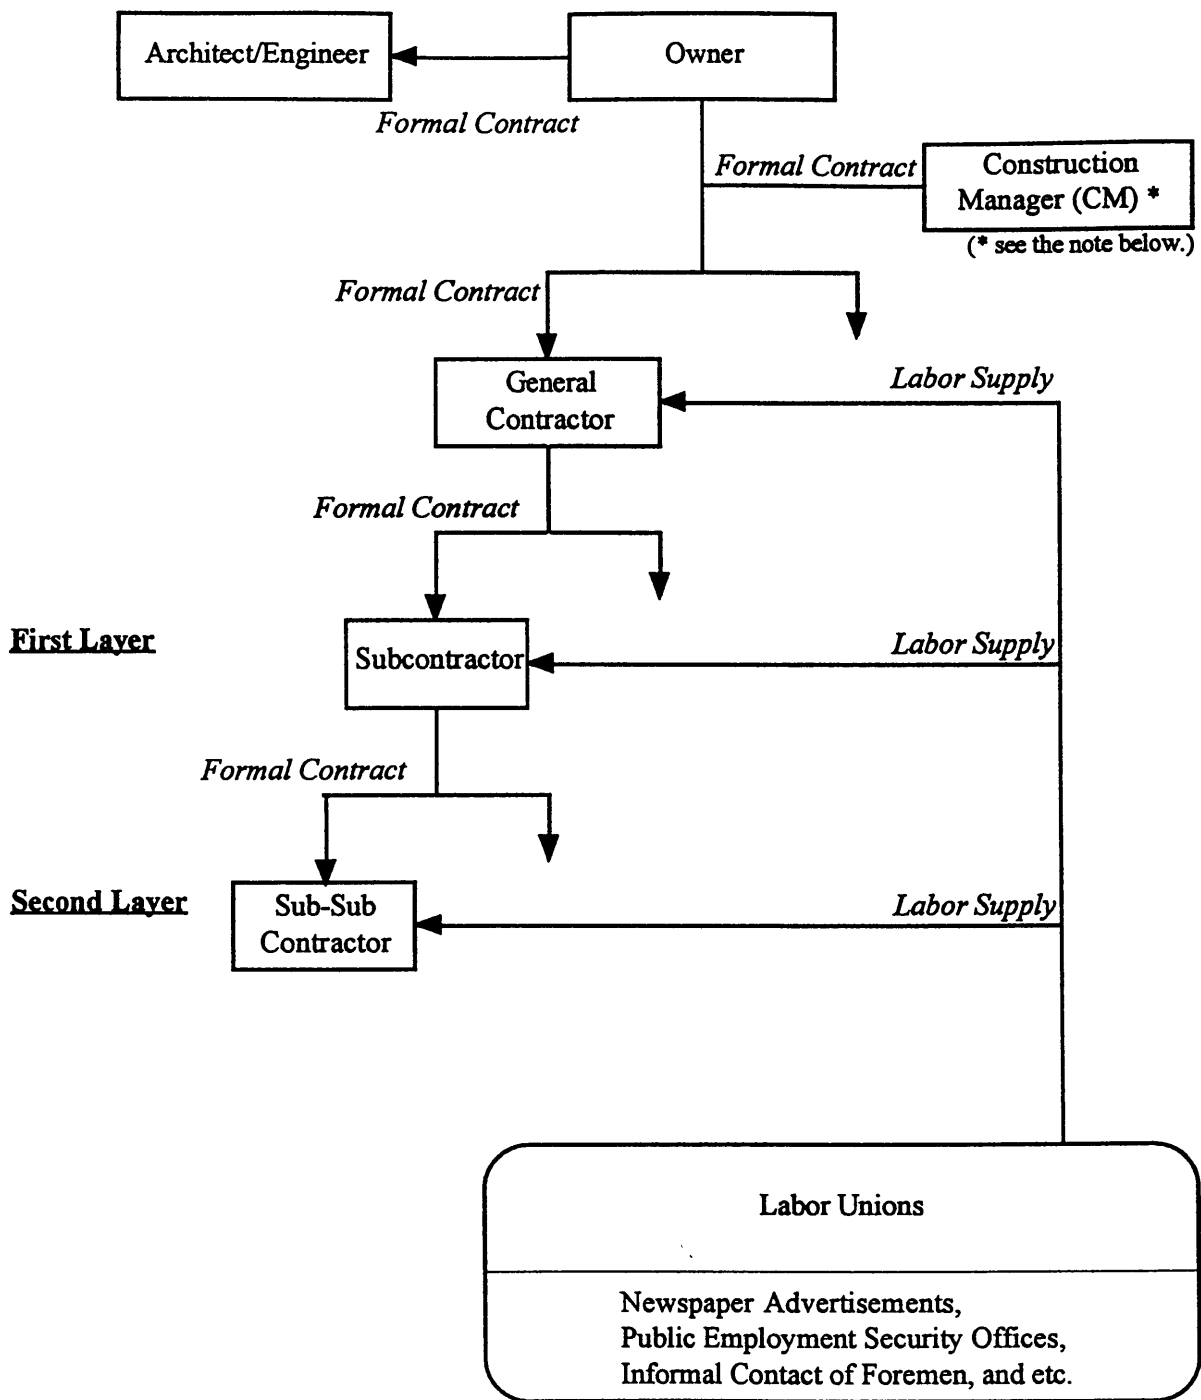 Architect/Engineer
Owner
Formal Contract
Formal Contract
Construction
Manager (CM) *
(* see the note below.)
Formal Contract
General
Contractor
Labor Supply
Formal Contract
First Layer
Subcontractor
Labor Supply
Formal Contract
Second Layer
Sub-Sub
Contractor
Labor Supply
Labor Unions
Newspaper Advertisements,
Public Employment Security Offices,
Informal Contact of Foremen, and etc.